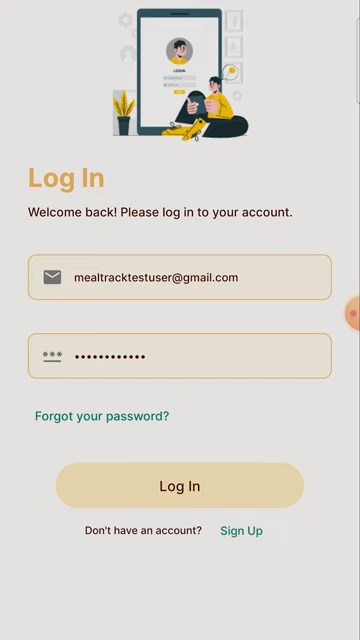 LOGIN
Log In
Welcome back! Please log in to your account.
mealtracktestuser@gmail.com
***
••••••••••••
Forgot your password?
Log In
Don't have an account? Sign Up